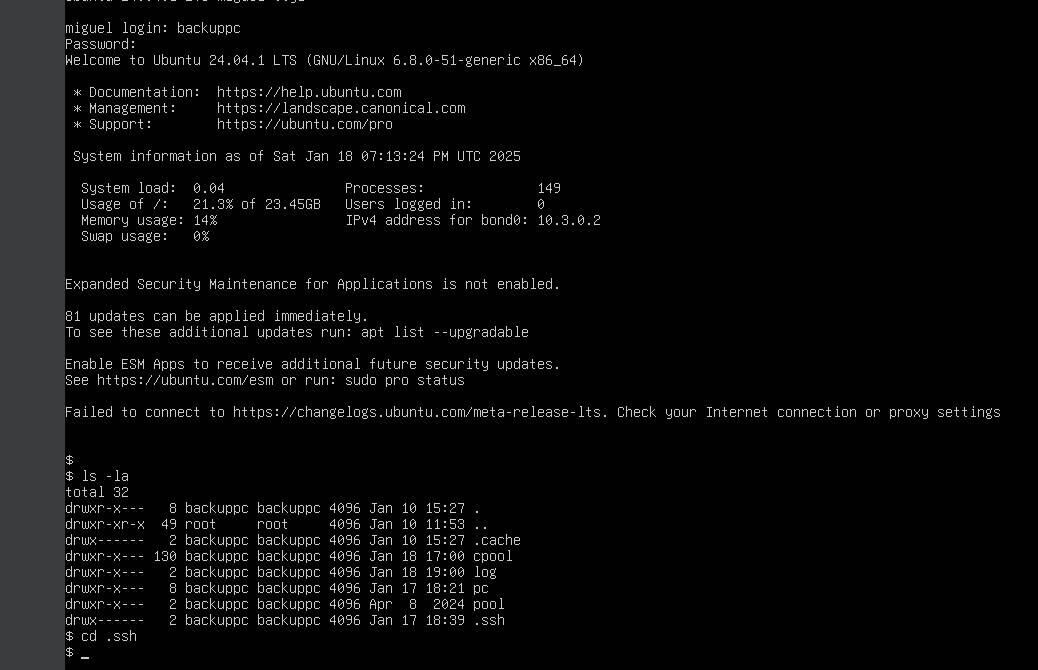 miguel login: backuppc
Password:
Welcome to Ubuntu 24.04.1 LTS (GNU/Linux 6.8.0-51-generic x86_64)
 * Documentation:  https://help.ubuntu.com
 * Management:     https://landscape.canonical.com
 * Support:        https://ubuntu.com/pro
 System information as of Sat Jan 18 07:13:24 PM UTC 2025
  System load:  0.04               Processes:              149
  Usage of /:   21.3% of 23.45GB   Users logged in:        0
  Memory usage: 14%                IPv4 address for bond0: 10.3.0.2
  Swap usage:   0%
Expanded Security Maintenance for Applications is not enabled.
81 updates can be applied immediately.
To see these additional updates run: apt list --upgradable
Enable ESM Apps to receive additional future security updates.
See https://ubuntu.com/esm or run: sudo pro status
Failed to connect to https://changelogs.ubuntu.com/meta-release-lts. Check your Internet connection or proxy settings
$
$ ls -la
total 32
drwxr-x---   8 backuppc backuppc 4096 Jan 10 15:27 .
drwxr-xr-x  49 root     root     4096 Jan 10 11:53 ..
drwx------   2 backuppc backuppc 4096 Jan 10 15:27 .cache
drwxr-x--- 130 backuppc backuppc 4096 Jan 18 17:00 cpool
drwxr-x---   2 backuppc backuppc 4096 Jan 18 19:00 log
drwxr-x---   8 backuppc backuppc 4096 Jan 17 18:21 pc
drwxr-x---   2 backuppc backuppc 4096 Apr  8  2024 pool
drwx------   2 backuppc backuppc 4096 Jan 17 18:39 .ssh
$ cd .ssh
$ _